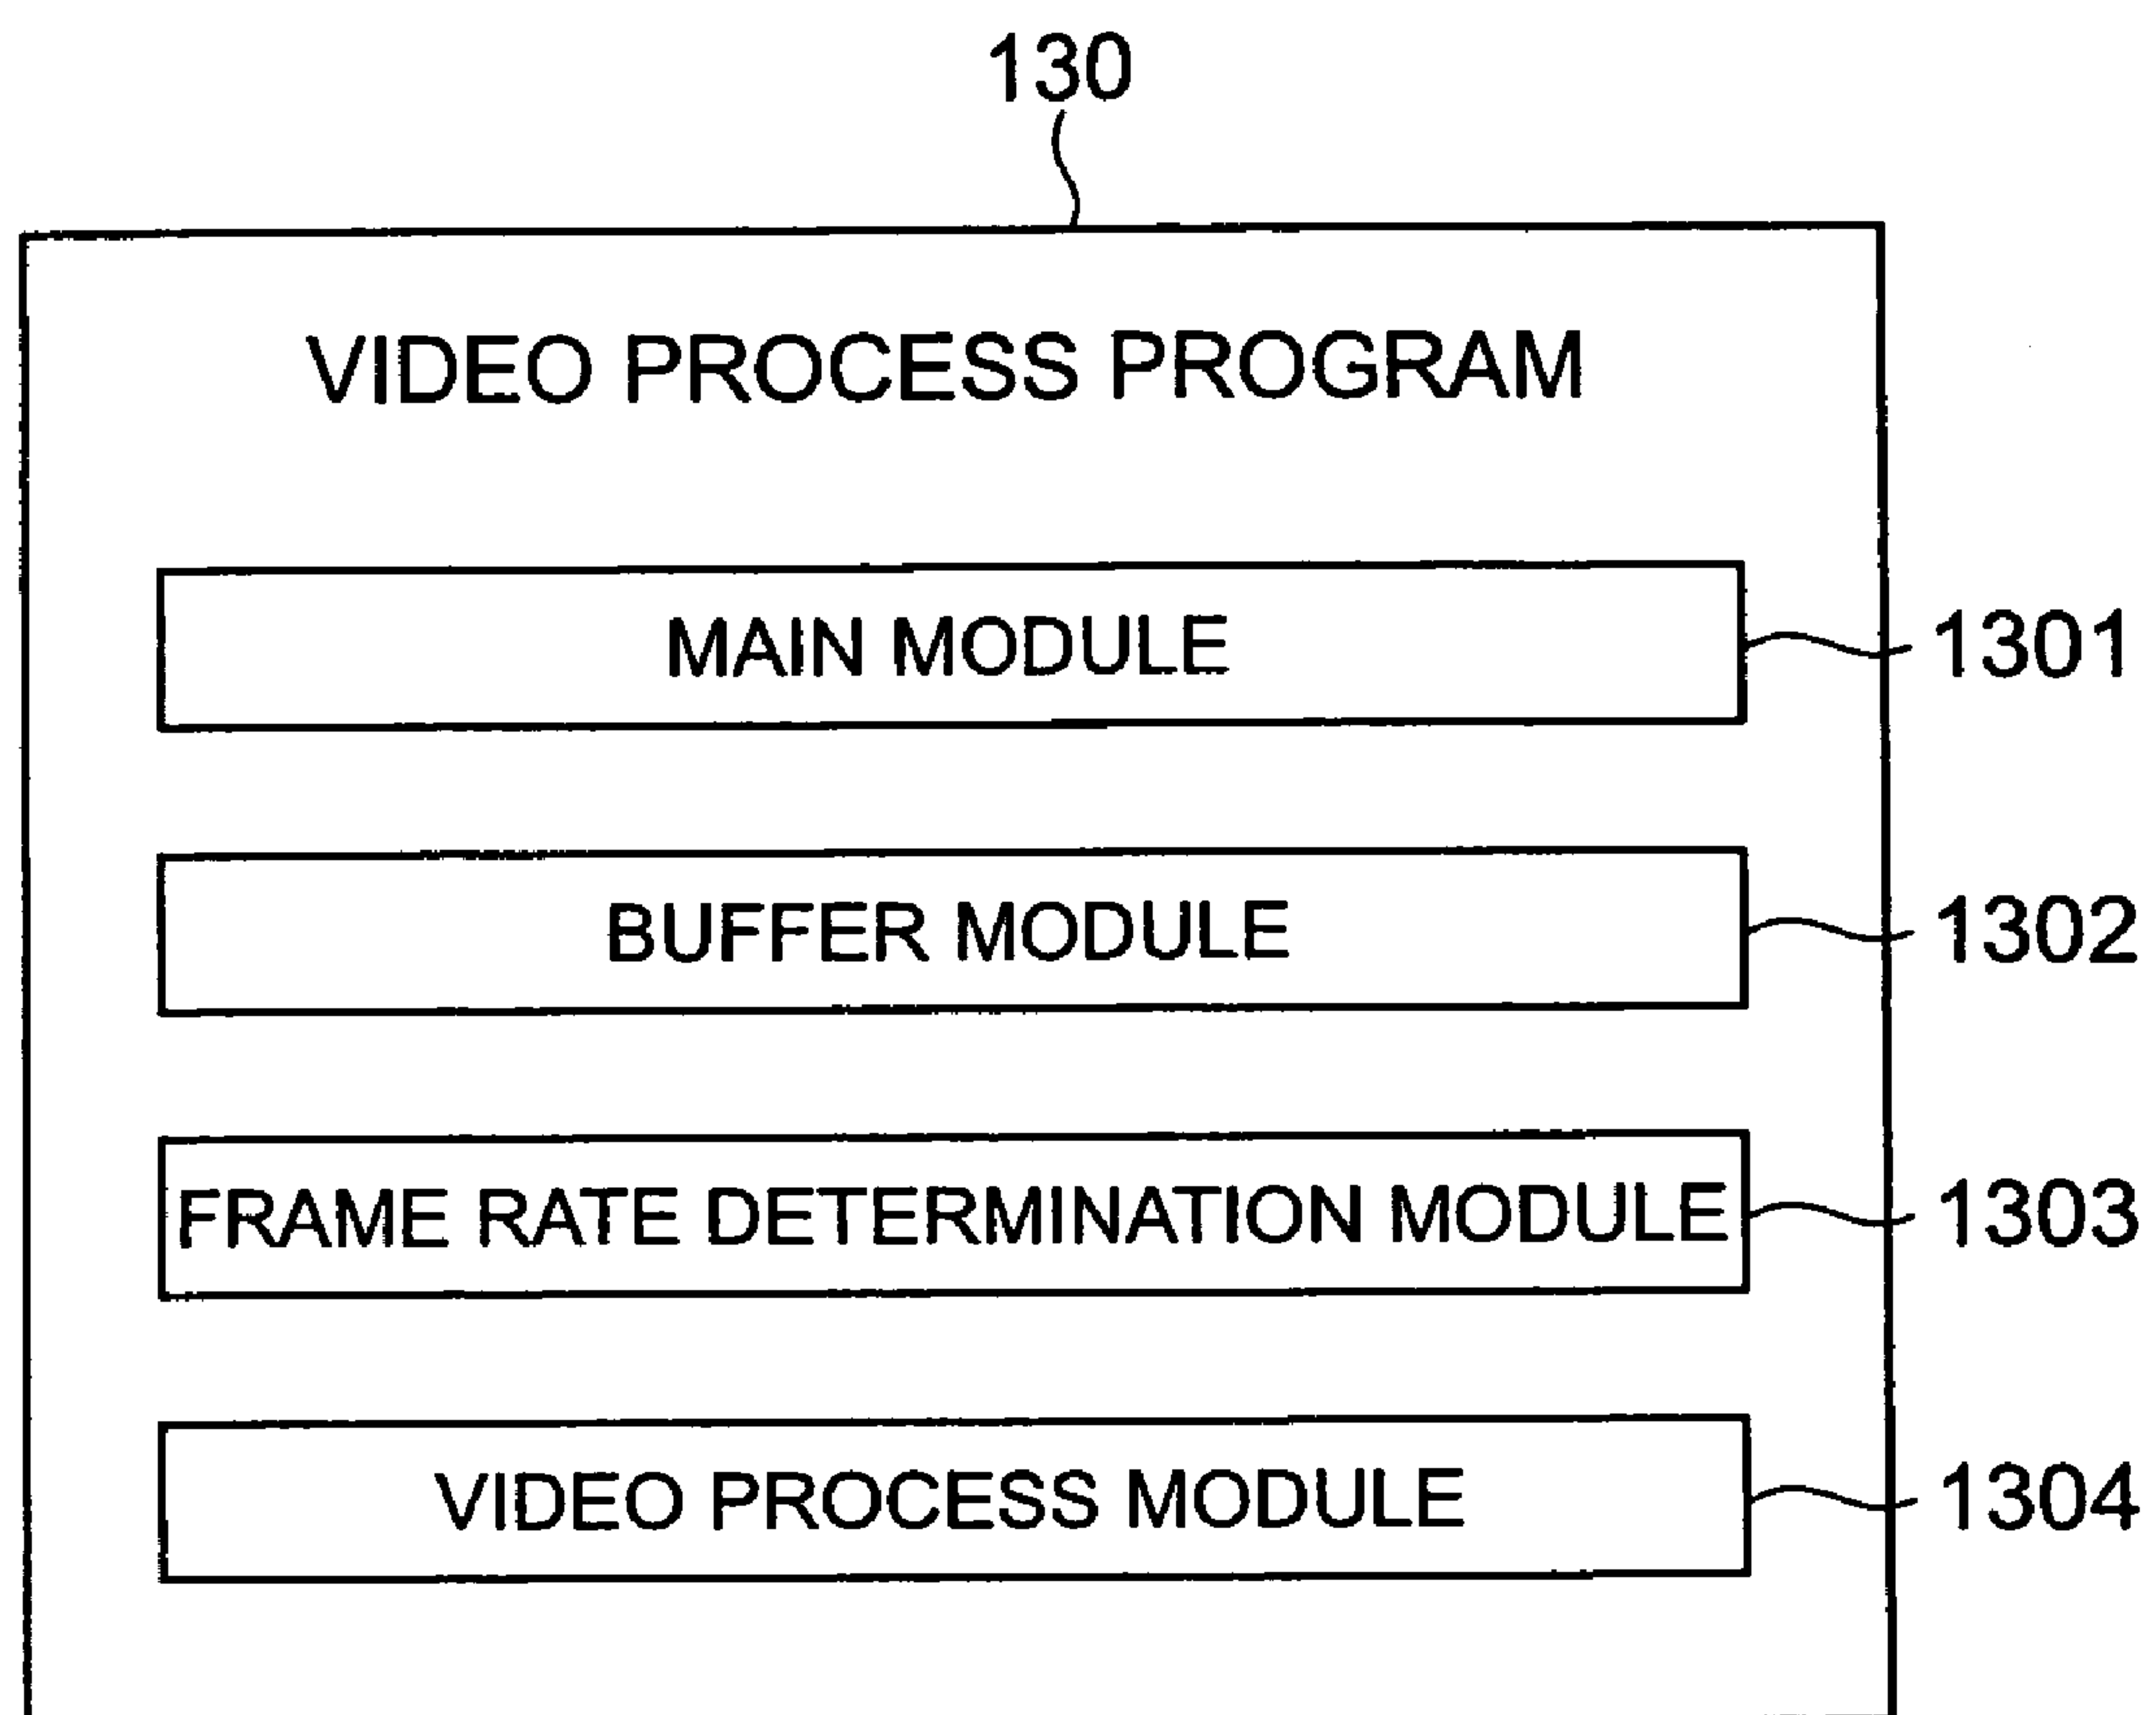 130
VIDEO PROCESS PROGRAM
MAIN MODULE 1301
BUFFER MODULE 1302
FRAME RATE DETERMINATION MODULE 1303
VIDEO PROCESS MODULE 1304